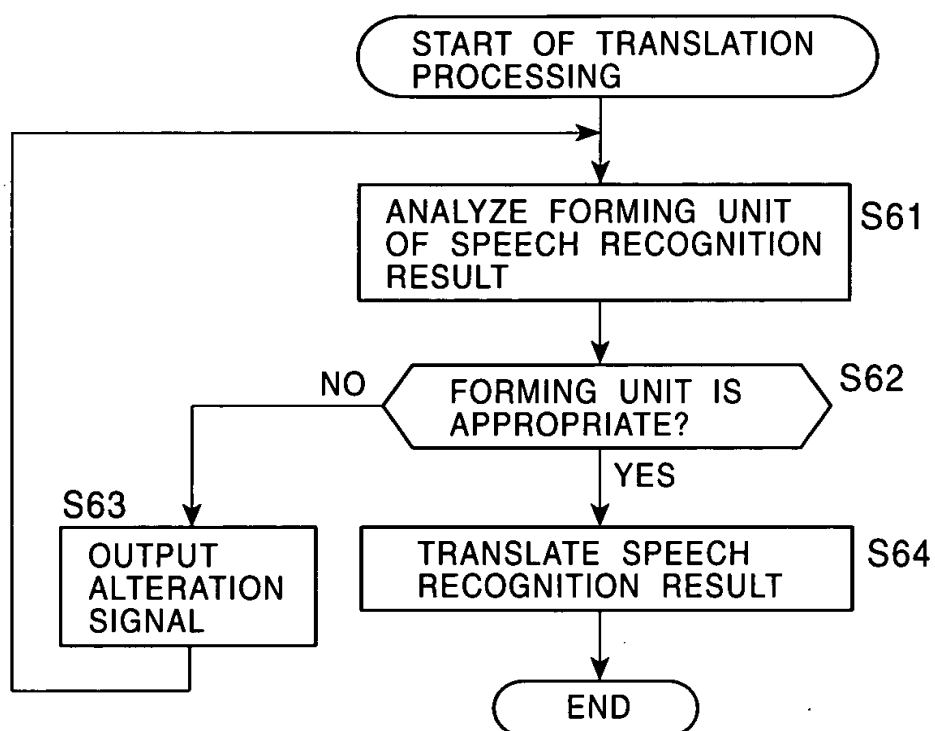 START OF TRANSLATION
PROCESSING
ANALYZE FORMING UNIT
OF SPEECH RECOGNITION
RESULT
S61
NO
FORMING UNIT IS
APPROPRIATE?
S62
YES
S63
OUTPUT
ALTERATION
SIGNAL
TRANSLATE SPEECH
RECOGNITION RESULT
S64
END